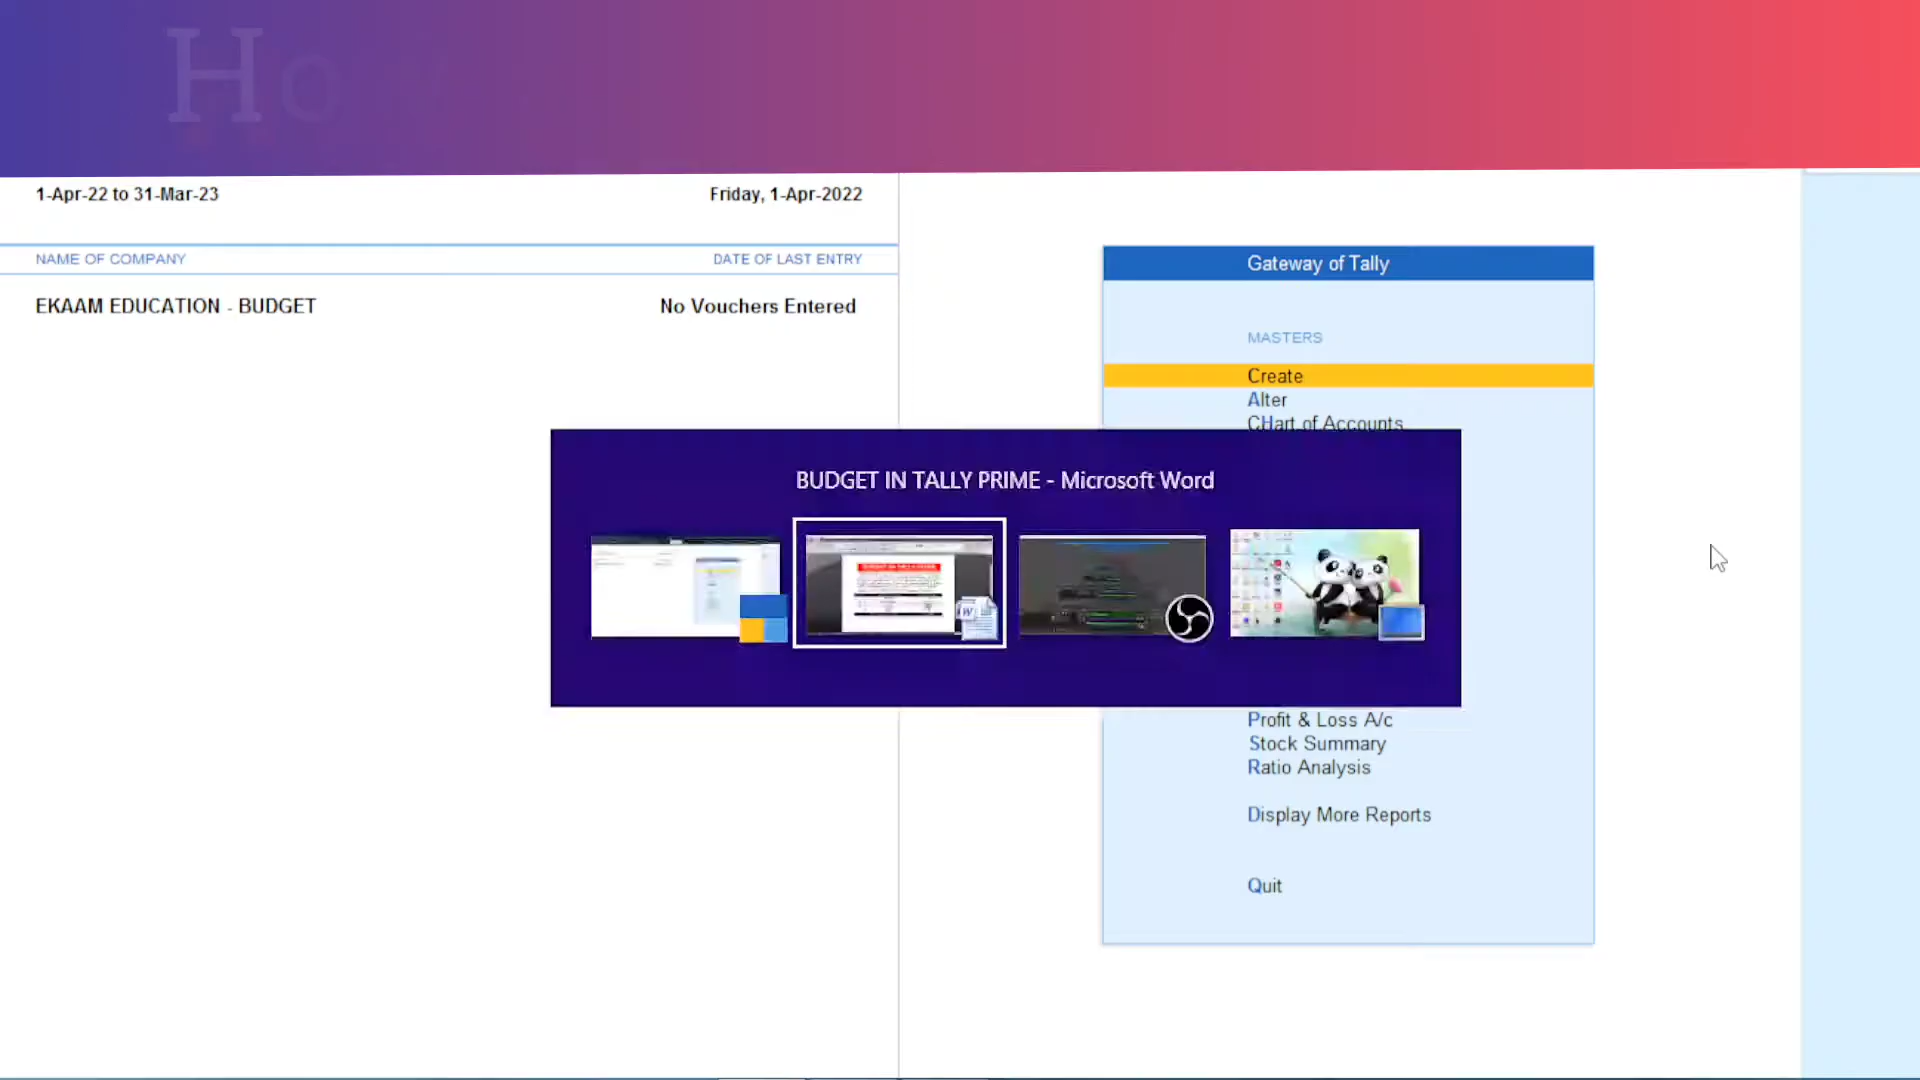 Ho
1-Apr-22 to 31-Mar-23
Friday, 1-Apr-2022
NAME OF COMPANY
DATE OF LAST ENTRY
EKAAM EDUCATION - BUDGET
No Vouchers Entered
Gateway of Tally
MASTERS
Create
Alter
CHart of Accounts
BUDGET IN TALLY PRIME - Microsoft Word
Profit & Loss A/c
Stock Summary
Ratio Analysis
Display More Reports
Quit